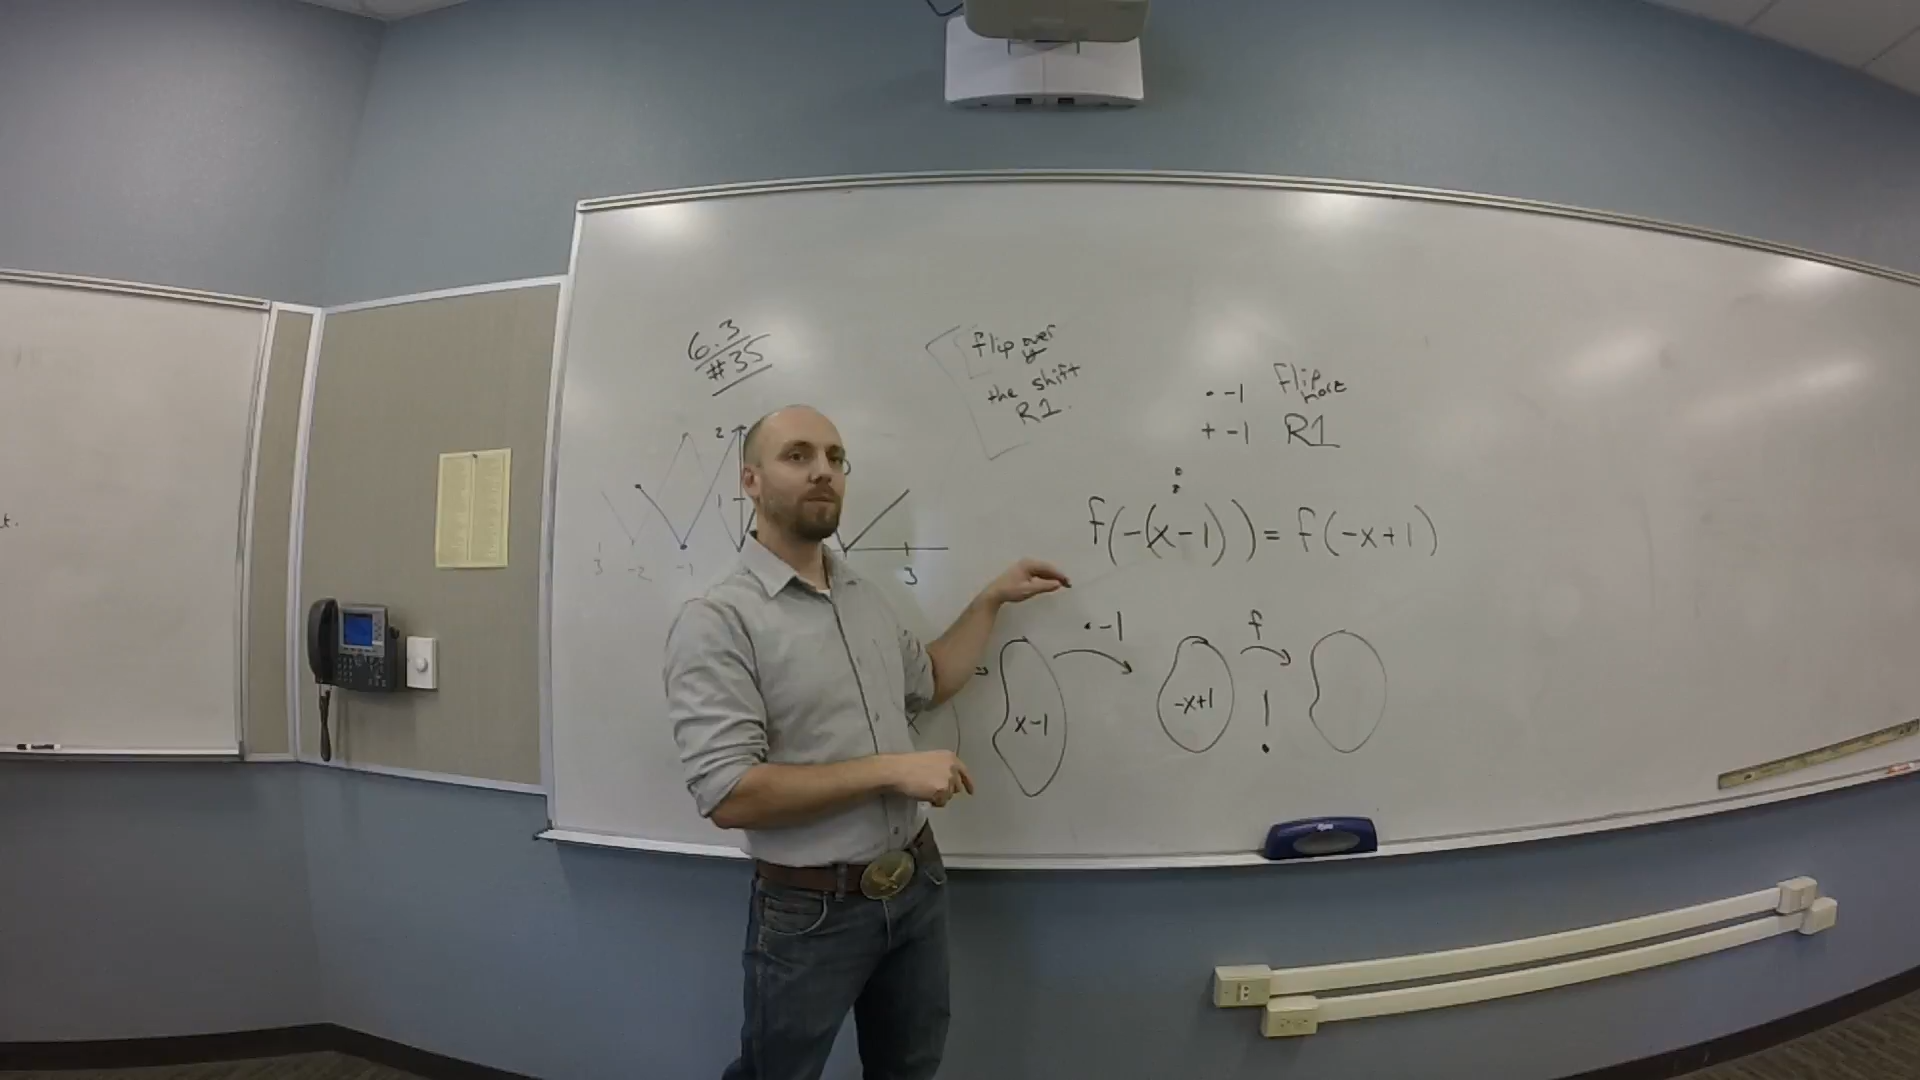 6.3
#35
2
1
3
-2
-1
3
flip over
y
the shift
R1.
• -1 flip horz
+ -1 R1
f(-(x-1)) = f(-x+1)
• -1
f
x
x-1
-x+1
!
t.